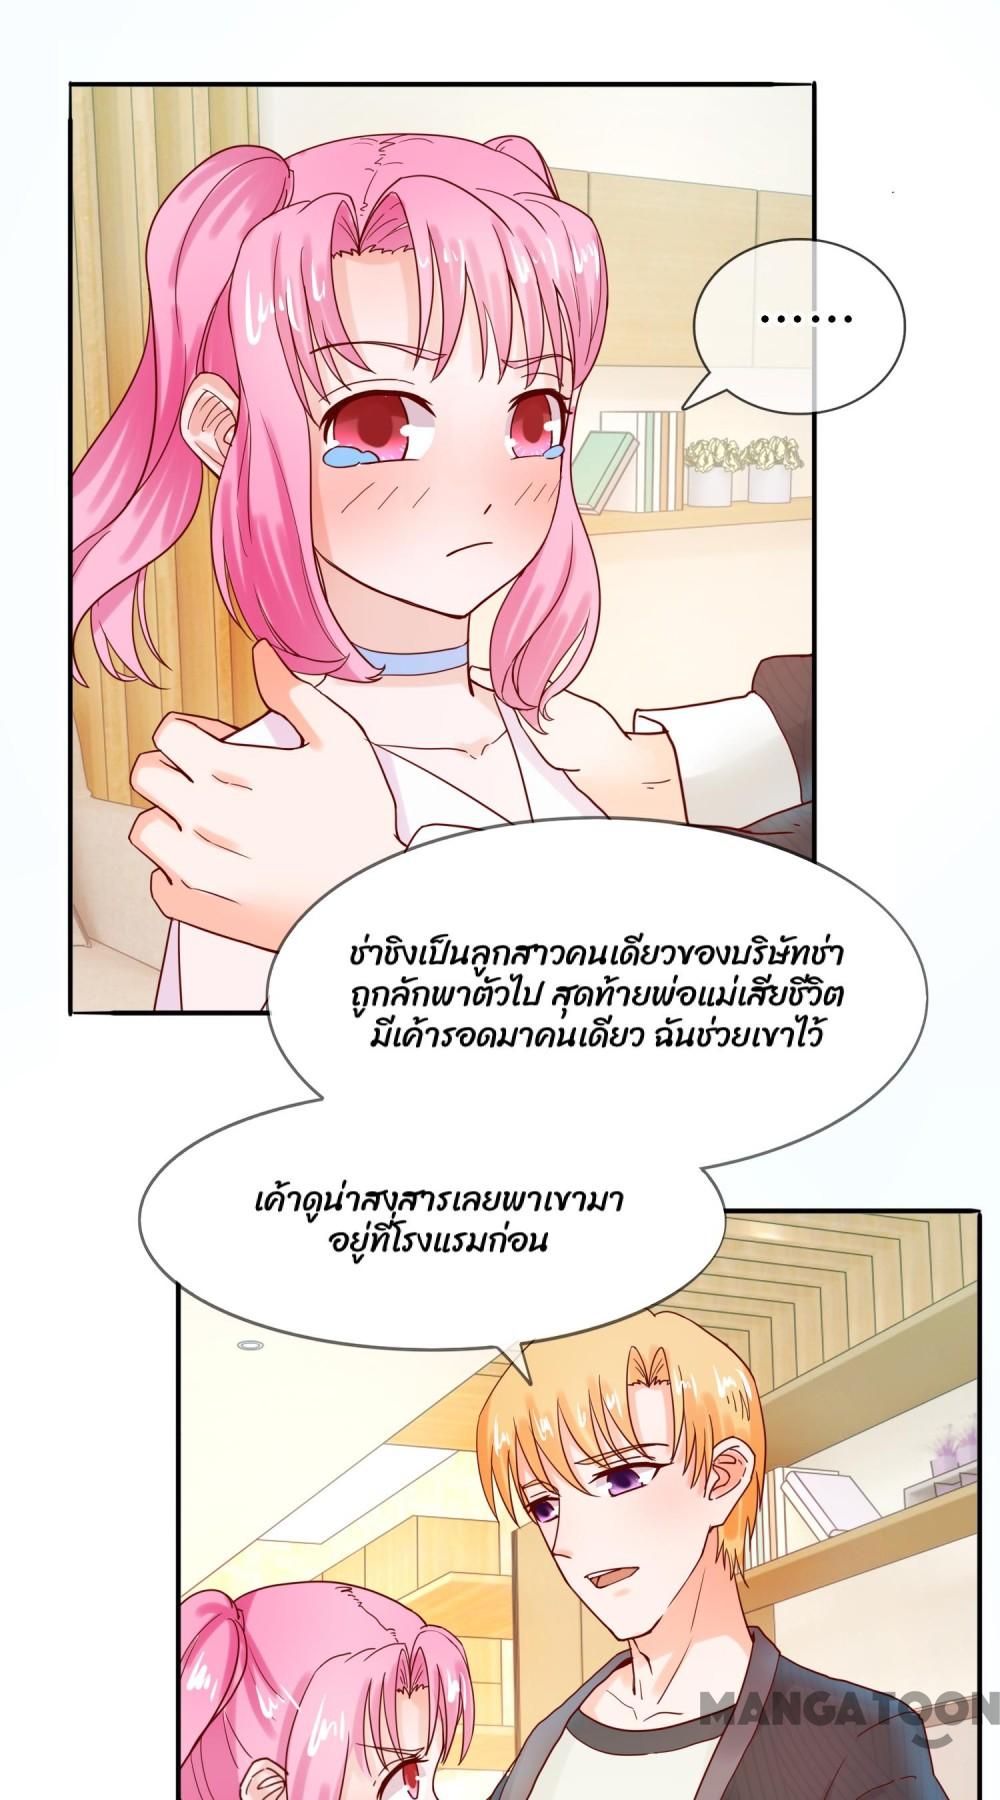 ......
ช่าชิงเป็นลูกสาวคนเดียวของบริษัทช่า
ถูกลักพาตัวไป สุดท้ายพ่อแม่เสียชีวิต
มีเค้ารอดมาคนเดียว ฉันช่วยเขาไว้
เค้าดูน่าสงสารเลยพาเขามา
อยู่ที่โรงแรมก่อน
MANGATOON